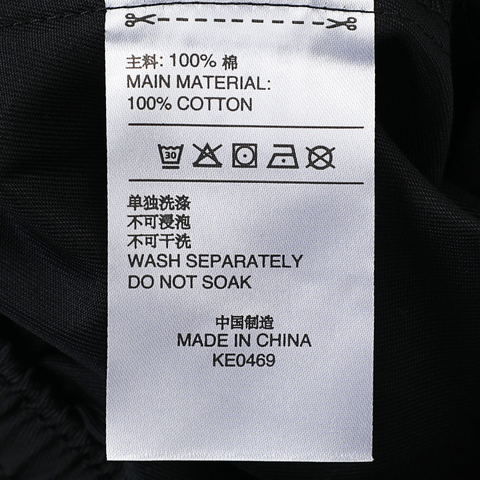 主料: 100% 棉
MAIN MATERIAL:
100% COTTON
30
单独洗涤
不可浸泡
不可干洗
WASH SEPARATELY
DO NOT SOAK
中国制造
MADE IN CHINA
KE0469